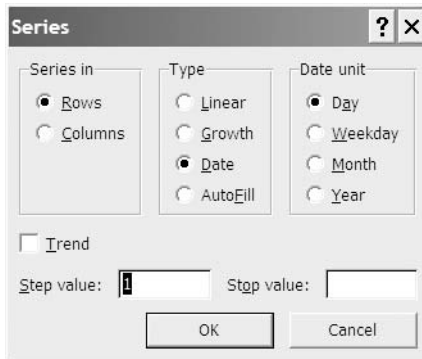 Series
Series in
Rows
Columns
Type
Linear
Growth
Date
AutoFill
Date unit
Day
Weekday
Month
Year
Trend
Step value: 1
Stop value:
OK
Cancel